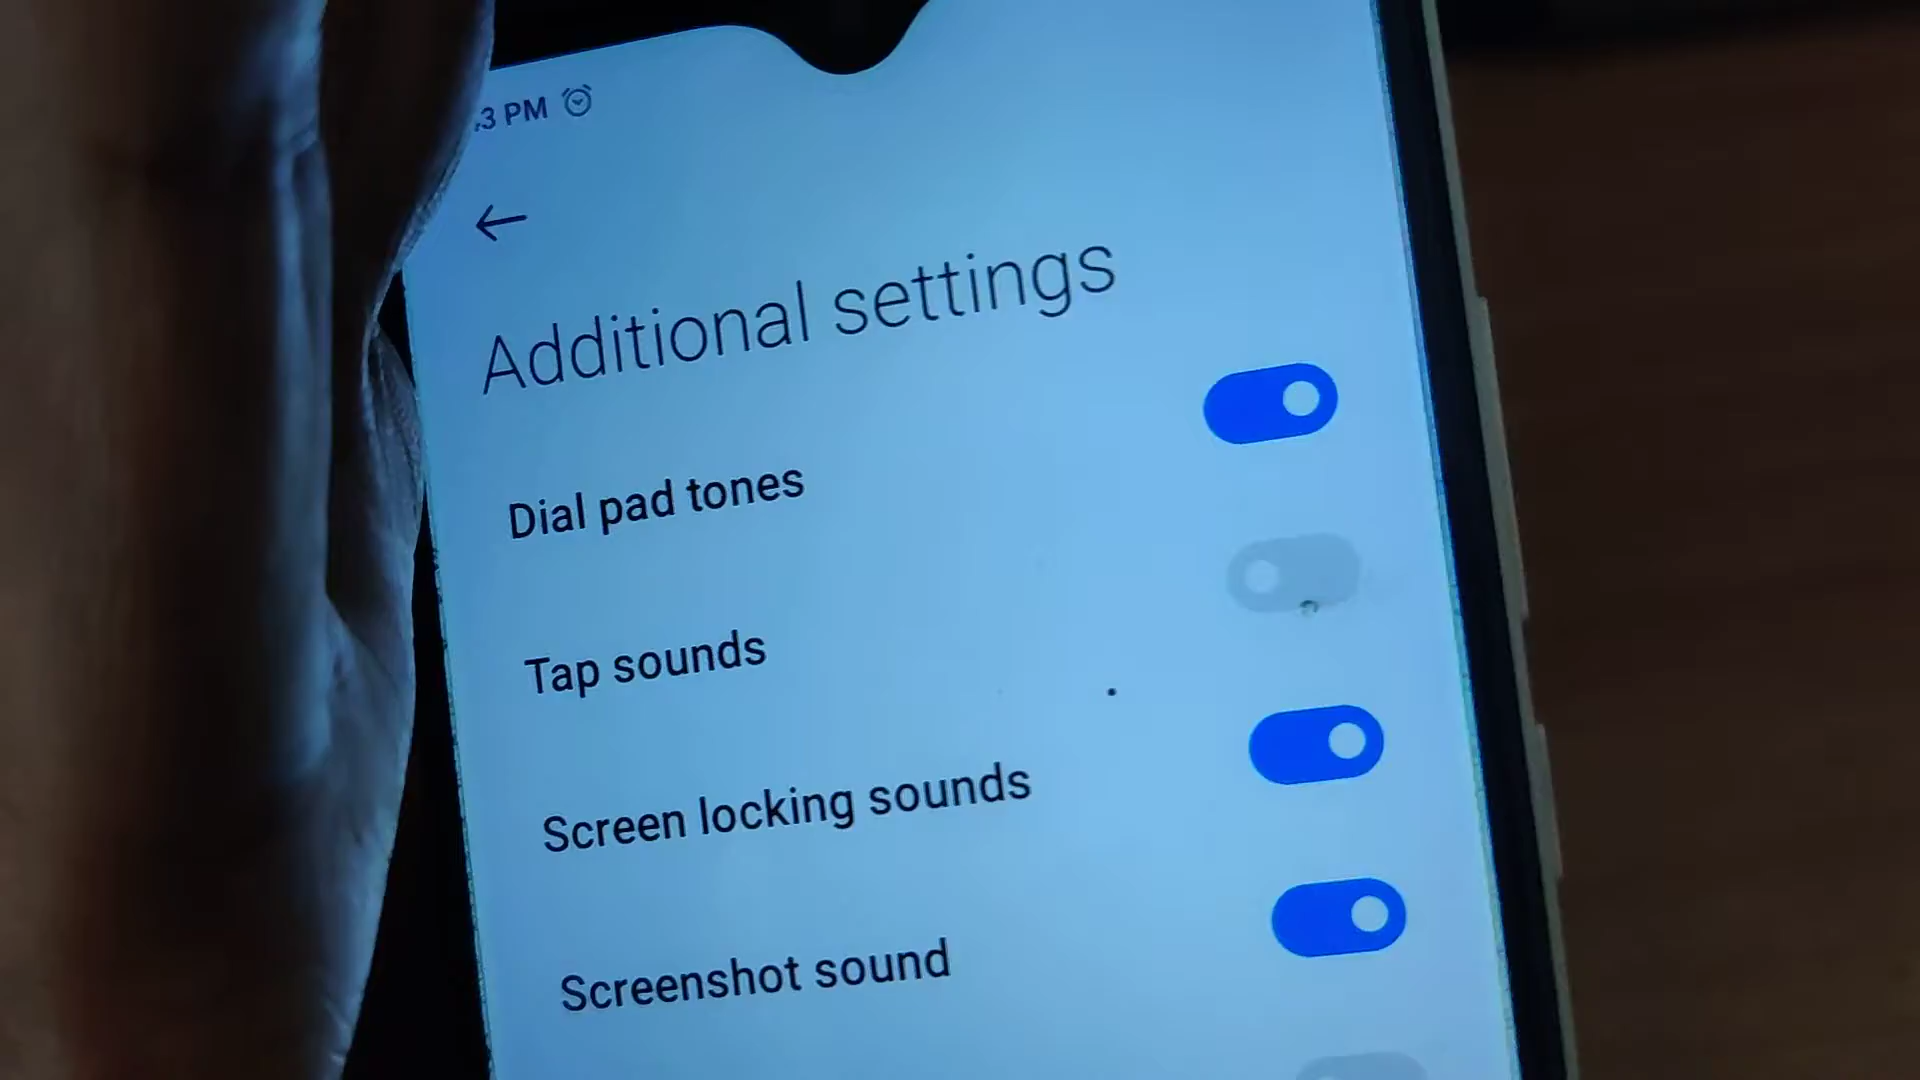 3 PM
Additional settings
Dial pad tones
Tap sounds
Screen locking sounds
Screenshot sound